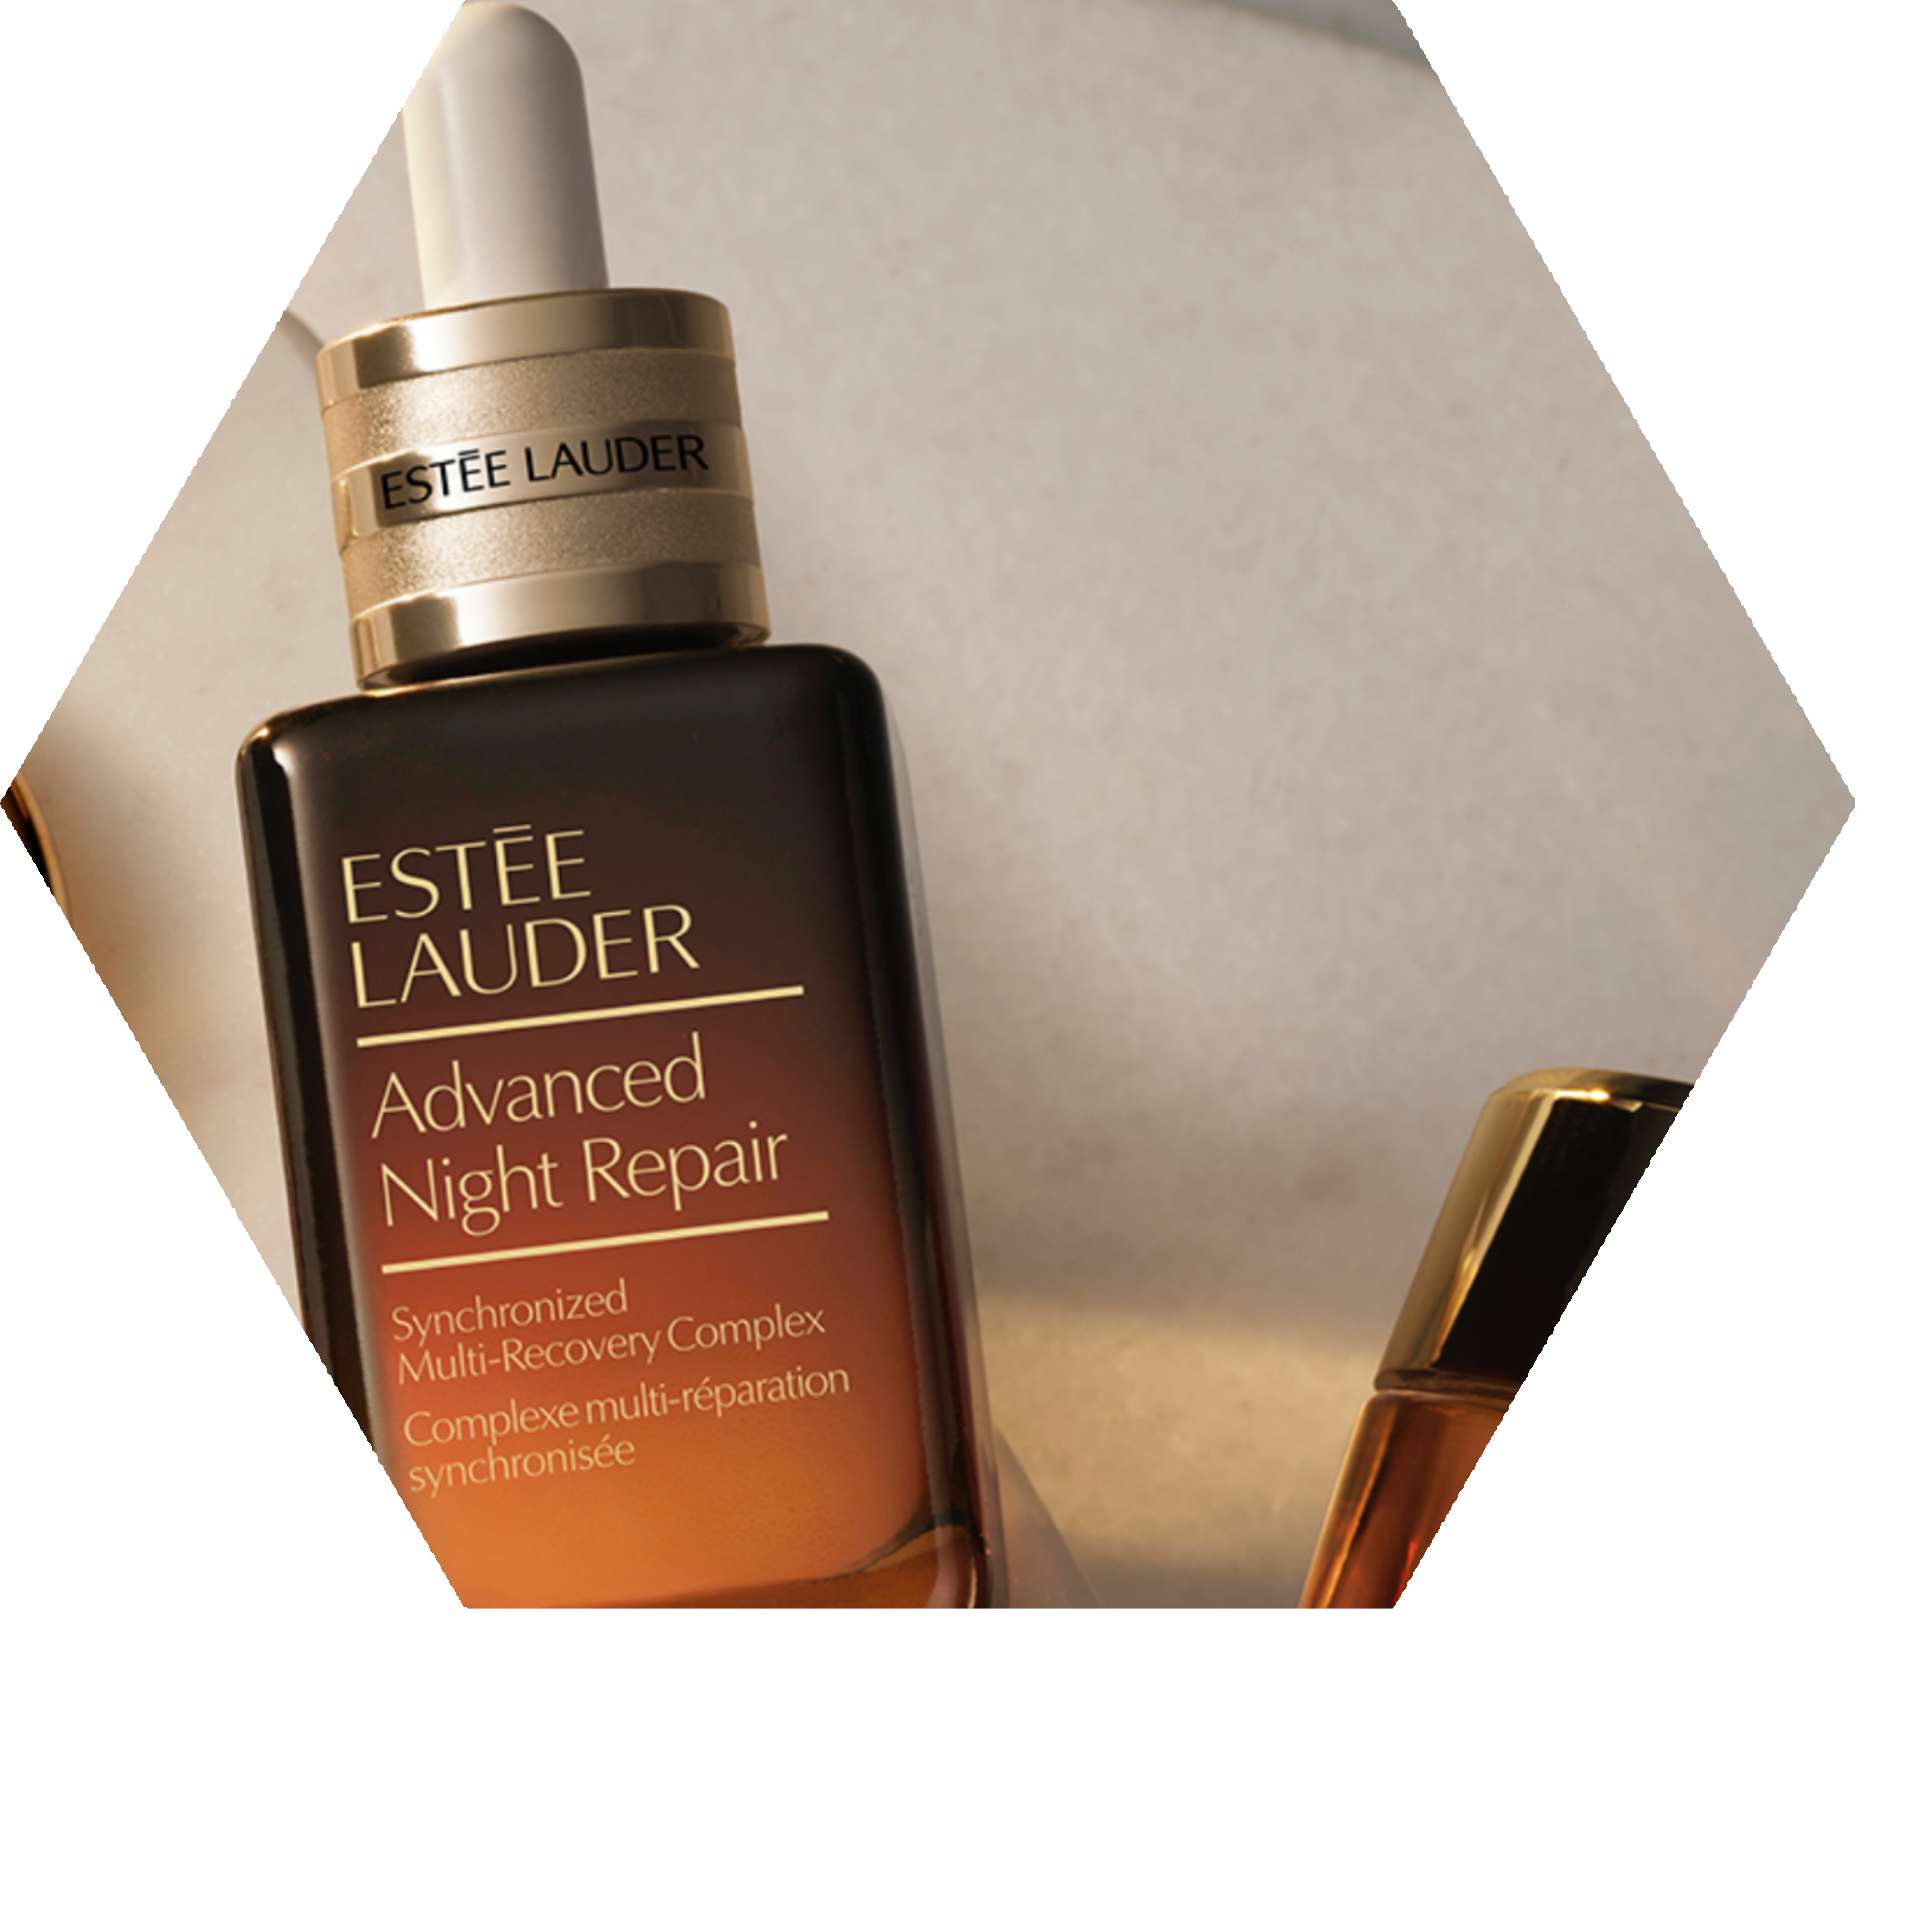 ESTĒE LAUDER
ESTĒE
LAUDER
Advanced
Night Repair
Synchronized
Multi-Recovery Complex
Complexe multi-réparation
synchronisée